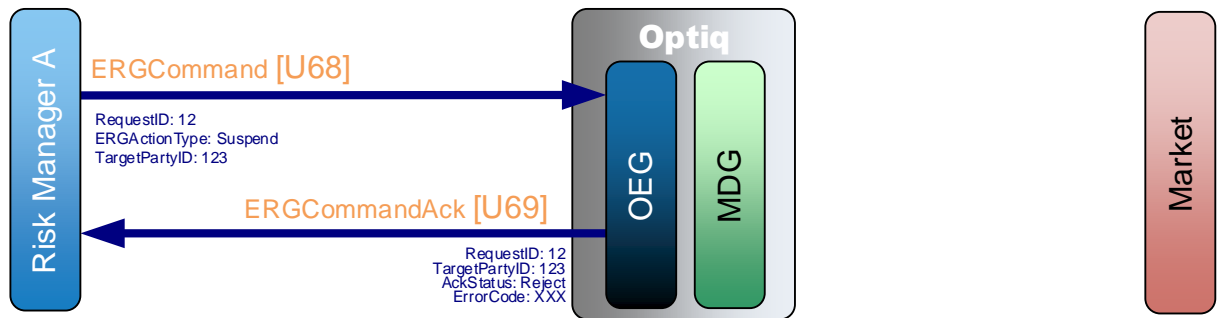 Optiq
Risk Manager A
ERGCommand [U68]
RequestID: 12
ERGActionType: Suspend
TargetPartyID: 123
ERGCommandAck [U69]
RequestID: 12
TargetPartyID: 123
AckStatus: Reject
ErrorCode: XXX
OEG
MDG
Market